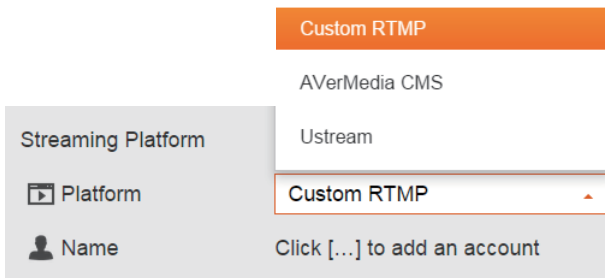 Custom RTMP
AVerMedia CMS
Streaming Platform Ustream
Platform Custom RTMP
Name Click [...] to add an account